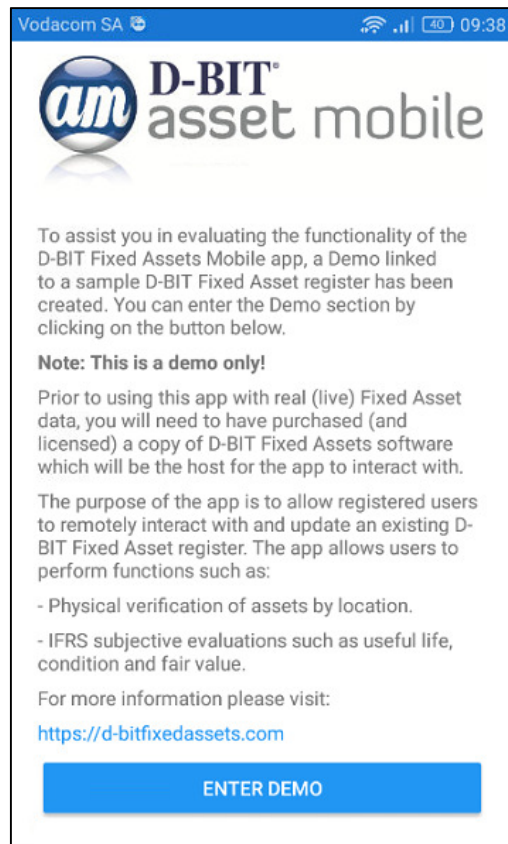 Vodacom SA 40 09:38
am D-BIT®
asset mobile
To assist you in evaluating the functionality of the
D-BIT Fixed Assets Mobile app, a Demo linked
to a sample D-BIT Fixed Asset register has been
created. You can enter the Demo section by
clicking on the button below.
Note: This is a demo only!
Prior to using this app with real (live) Fixed Asset
data, you will need to have purchased (and
licensed) a copy of D-BIT Fixed Assets software
which will be the host for the app to interact with.
The purpose of the app is to allow registered users
to remotely interact with and update an existing D-
BIT Fixed Asset register. The app allows users to
perform functions such as:
- Physical verification of assets by location.
- IFRS subjective evaluations such as useful life,
condition and fair value.
For more information please visit:
https://d-bitfixedassets.com
ENTER DEMO